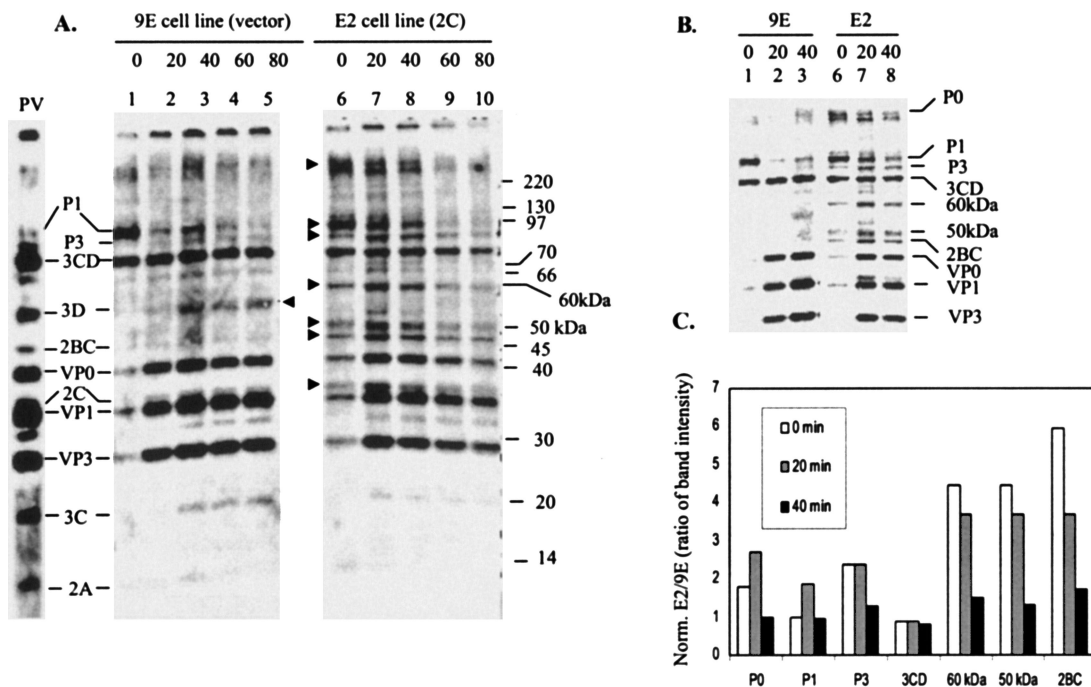 A.
9E cell line (vector)
E2 cell line (2C)
0 20 40 60 80
0 20 40 60 80
PV 1 2 3 4 5
6 7 8 9 10
P1
P3
3CD
3D
2BC
VP0
2C
VP1
VP3
3C
2A
220
130
97
70
66
60kDa
50 kDa
45
40
30
20
14
B.
9E E2
0 20 40 0 20 40
1 2 3 6 7 8
P0
P1
P3
3CD
60kDa
50kDa
2BC
VP0
VP1
VP3
C.
Norm. E2/9E (ratio of band intensity)
7
6
5
4
3
2
1
0
0 min
20 min
40 min
P0 P1 P3 3CD 60 kDa 50 kDa 2BC